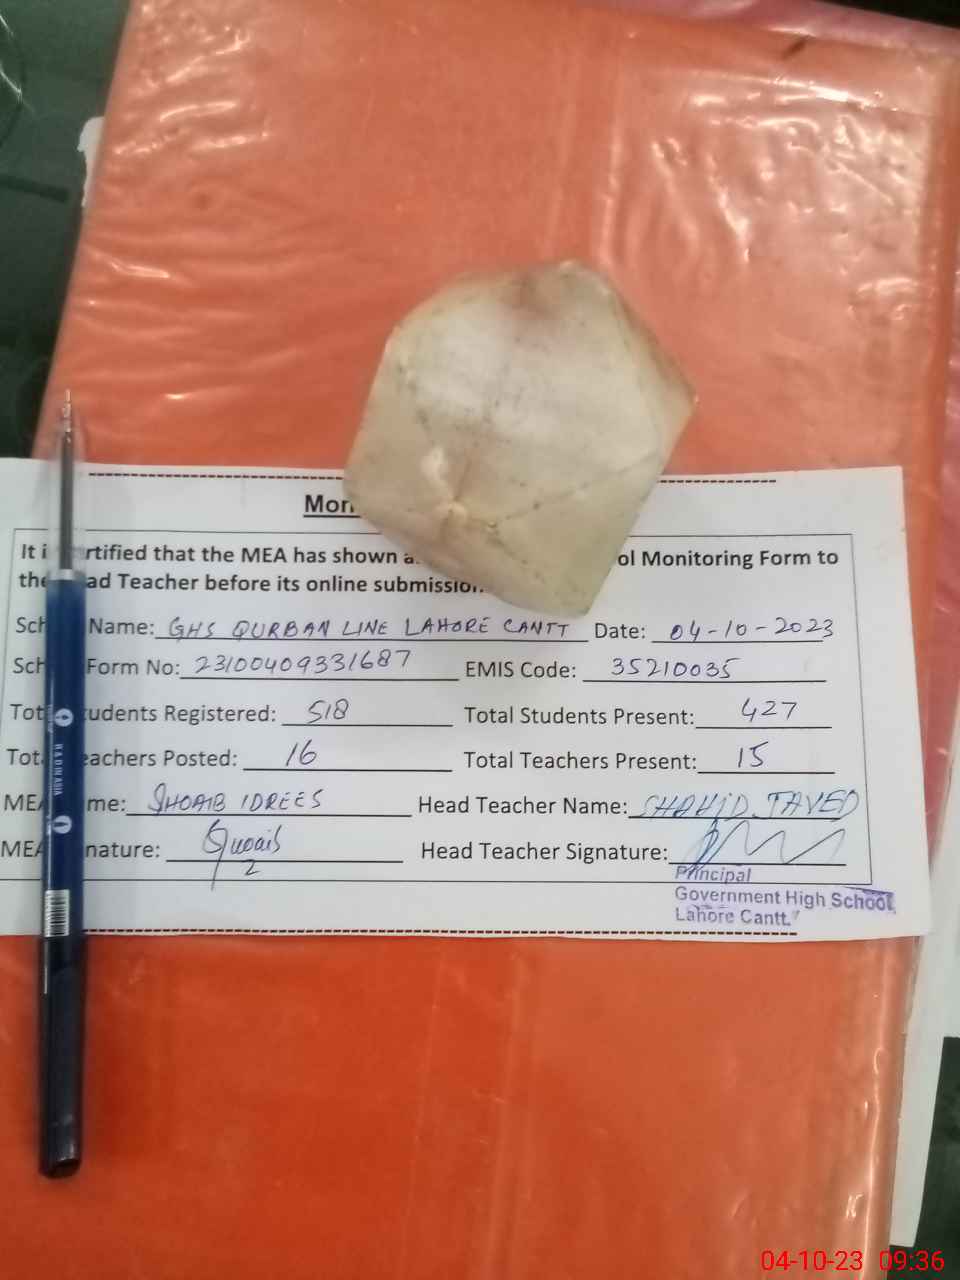 Mon
It i rtified that the MEA has shown a ol Monitoring Form to
the ad Teacher before its online submission.
Sch Name: GHS QURBAN LINE LAHORE CANTT Date: 04-10-2023
Sch Form No: 23100409331687 EMIS Code: 35210035
Tot tudents Registered: 518 Total Students Present: 427
Tota eachers Posted: 16 Total Teachers Present: 15
MEA me: SHOAIB IDREES Head Teacher Name: SHAHID JAVED
MEA nature: Head Teacher Signature:
Principal
Government High School
Lahore Cantt.
04-10-23 09:36